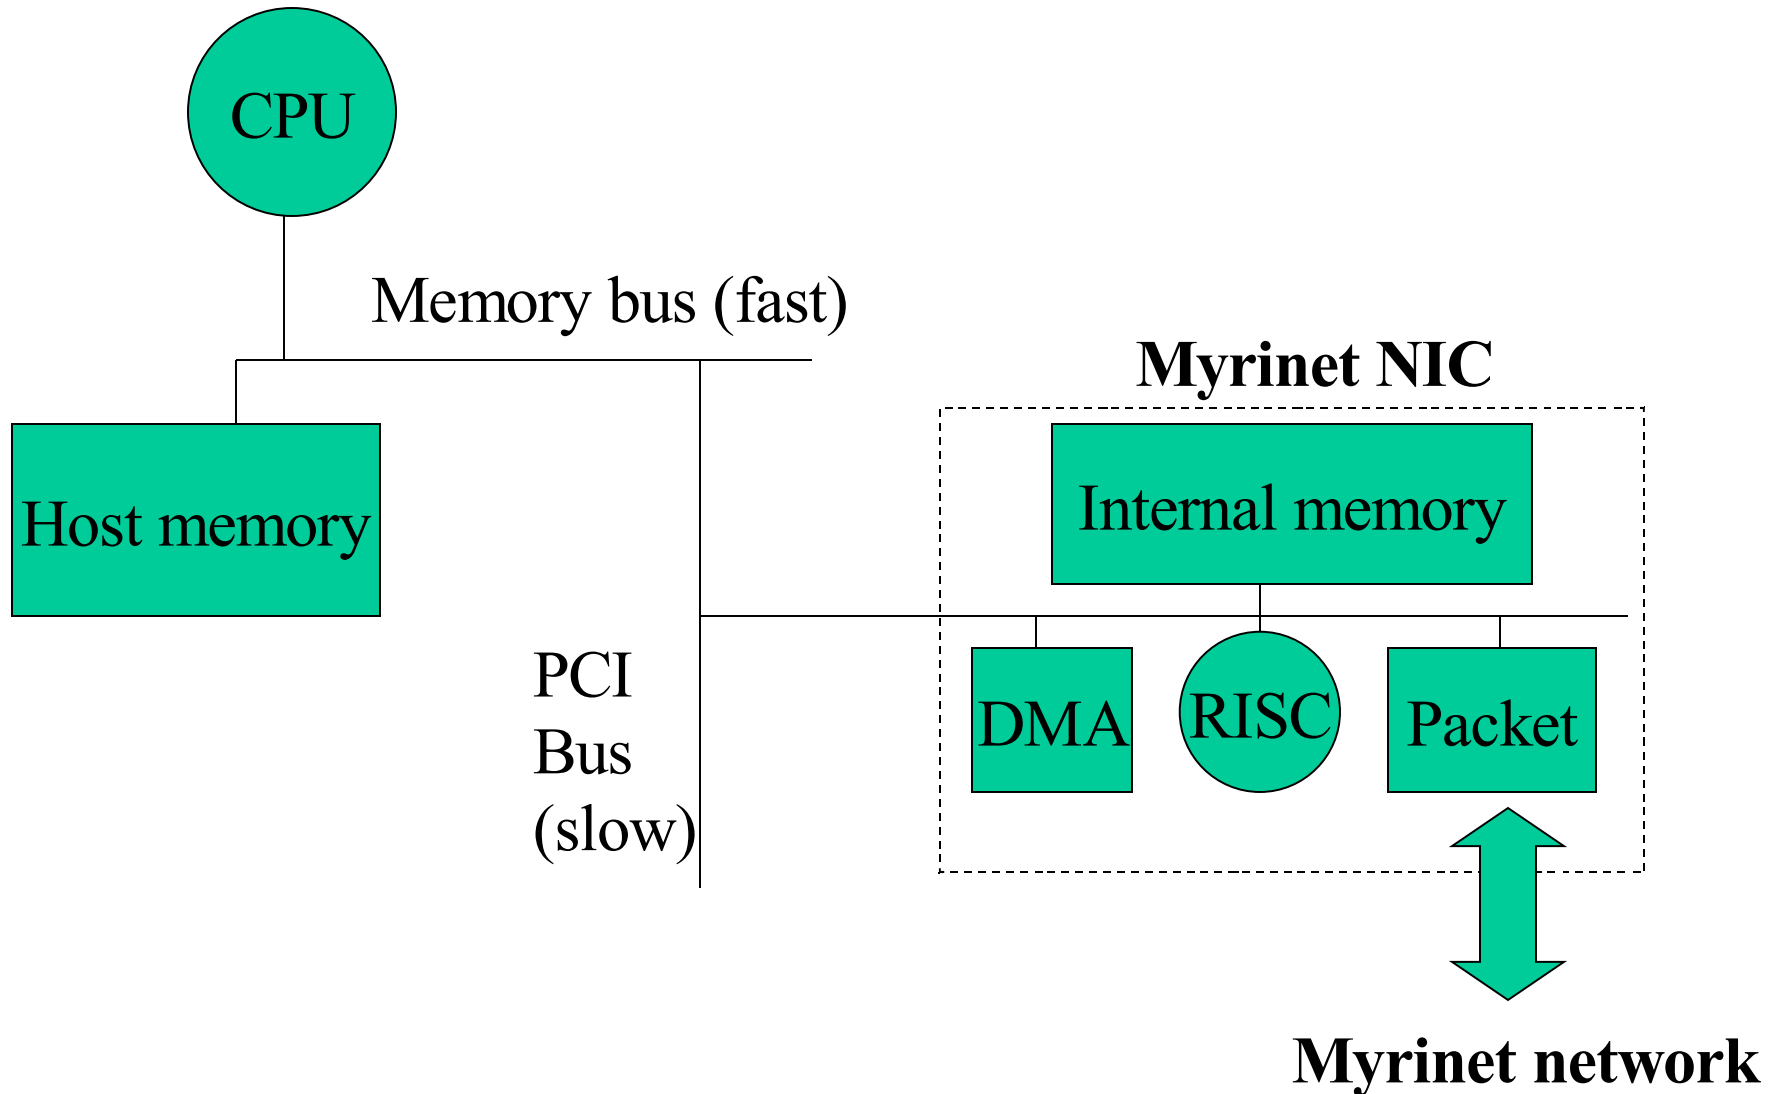 CPU
Memory bus (fast)
Myrinet NIC
Host memory
Internal memory
PCI
Bus
(slow)
DMA
RISC
Packet
Myrinet network